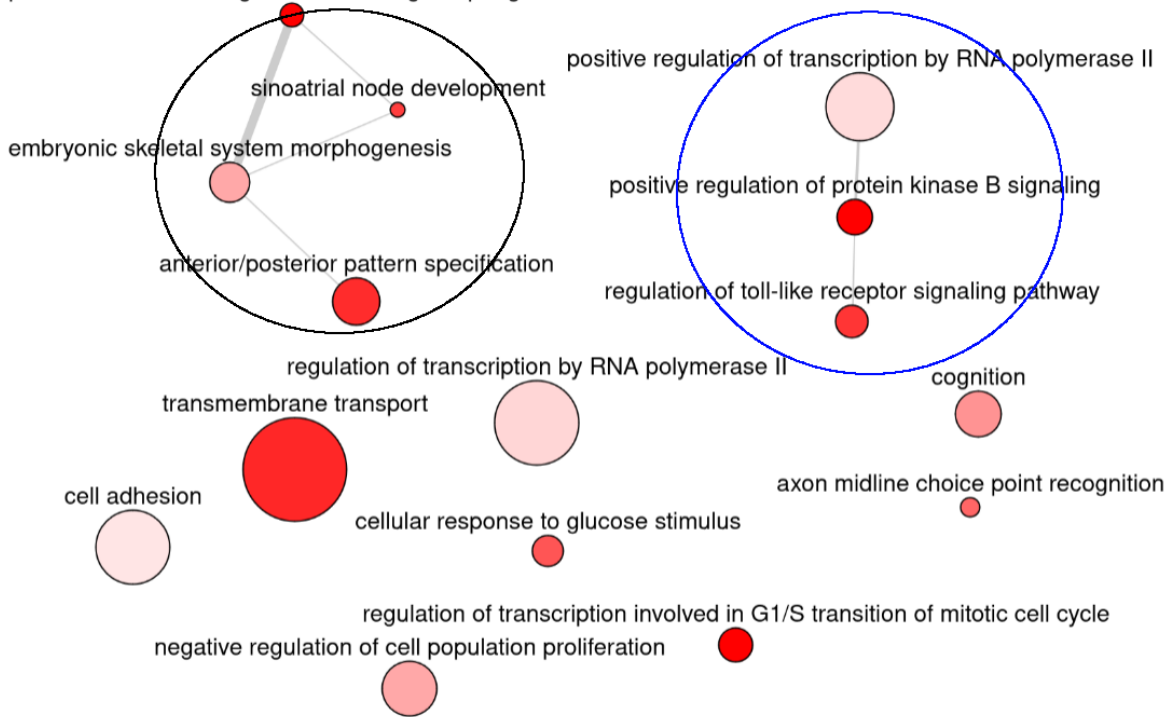 sinoatrial node development
embryonic skeletal system morphogenesis
anterior/posterior pattern specification
positive regulation of transcription by RNA polymerase II
positive regulation of protein kinase B signaling
regulation of toll-like receptor signaling pathway
regulation of transcription by RNA polymerase II
transmembrane transport
cognition
cell adhesion
axon midline choice point recognition
cellular response to glucose stimulus
regulation of transcription involved in G1/S transition of mitotic cell cycle
negative regulation of cell population proliferation